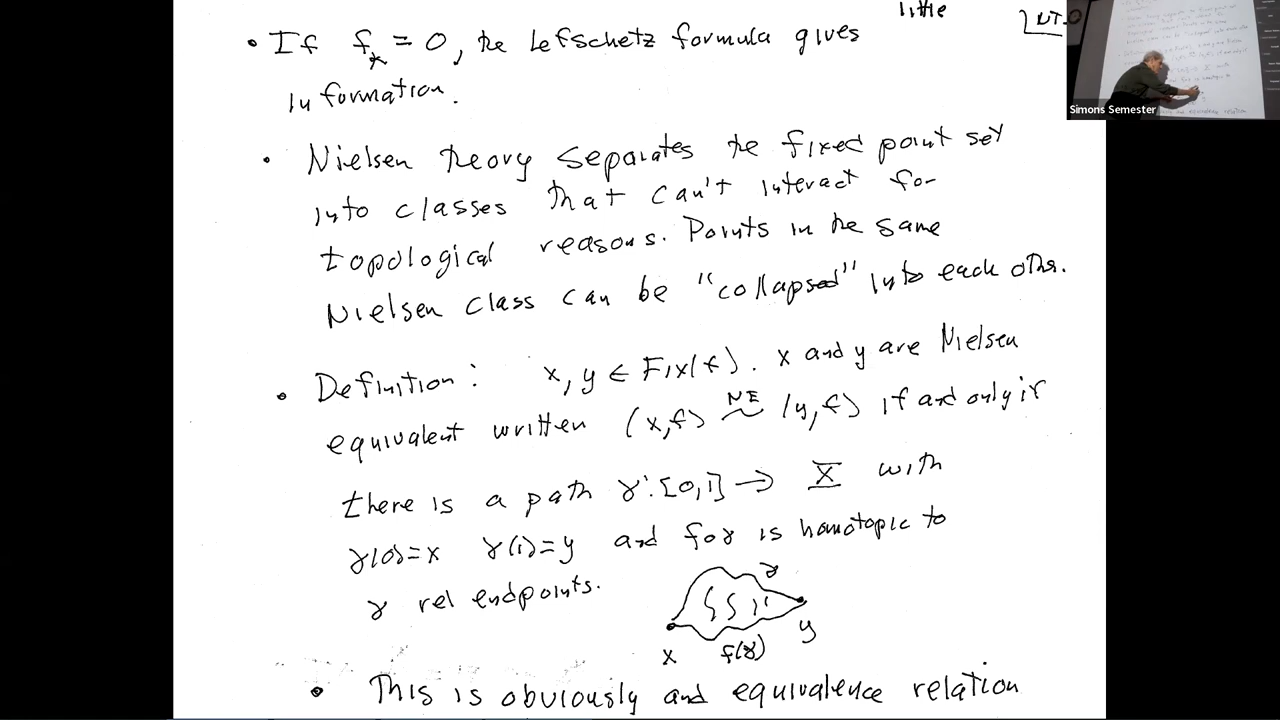 little
NT.0
• If f_* = 0, the Lefschetz formula gives
information.
• Nielsen theory separates the fixed point set
into classes that can't interact for
topological reasons. Points in the same
Nielsen class can be "collapsed" into each other.
• Definition: x, y ∈ Fix(f). x and y are Nielsen
equivalent written (x,f) NE ~ (y,f) if and only if
there is a path γ: [0,1] → X with
γ(0)=x γ(1)=y and f∘γ is homotopic to
γ rel endpoints.
γ
x f(γ) y
• This is obviously and equivalence relation
Simons Semester